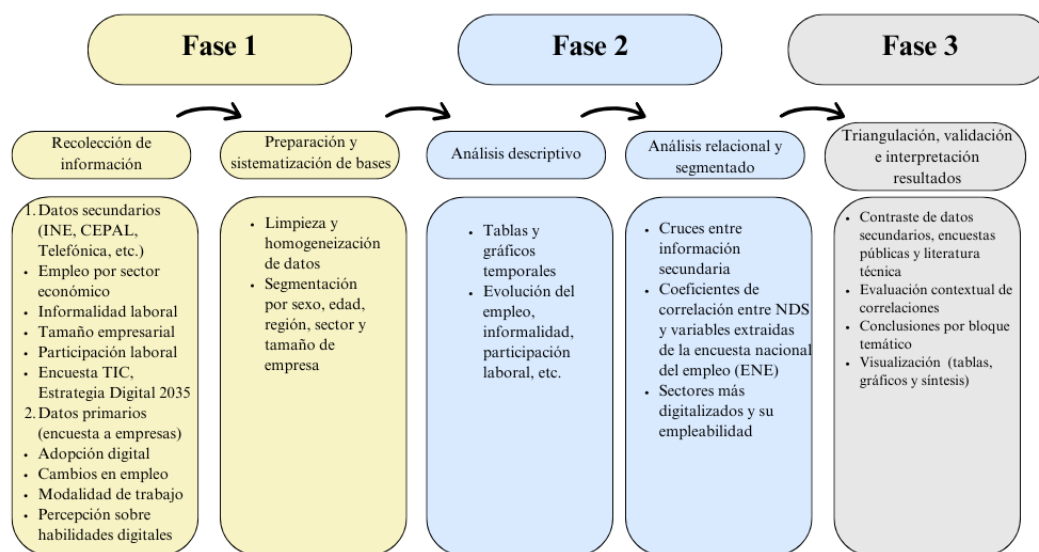 Fase 1
Fase 2
Fase 3
Recolección de
información
Preparación y
sistematización de bases
Análisis descriptivo
Análisis relacional y
segmentado
Triangulación, validación
e interpretación
resultados
1. Datos secundarios
(INE, CEPAL,
Telefónica, etc.)
• Empleo por sector
económico
• Informalidad laboral
• Tamaño empresarial
• Participación laboral
• Encuesta TIC,
Estrategia Digital 2035
2. Datos primarios
(encuesta a empresas)
• Adopción digital
• Cambios en empleo
• Modalidad de trabajo
• Percepción sobre
habilidades digitales
• Limpieza y
homogeneización
de datos
• Segmentación
por sexo, edad,
región, sector y
tamaño de
empresa
• Tablas y
gráficos
temporales
• Evolución del
empleo,
informalidad,
participación
laboral, etc.
• Cruces entre
información
secundaria
• Coeficientes de
correlación entre NDS
y variables extraidas
de la encuesta nacional
del empleo (ENE)
• Sectores más
digitalizados y su
empleabilidad
• Contraste de datos
secundarios, encuestas
públicas y literatura
técnica
• Evaluación contextual de
correlaciones
• Conclusiones por bloque
temático
• Visualización (tablas,
gráficos y síntesis)